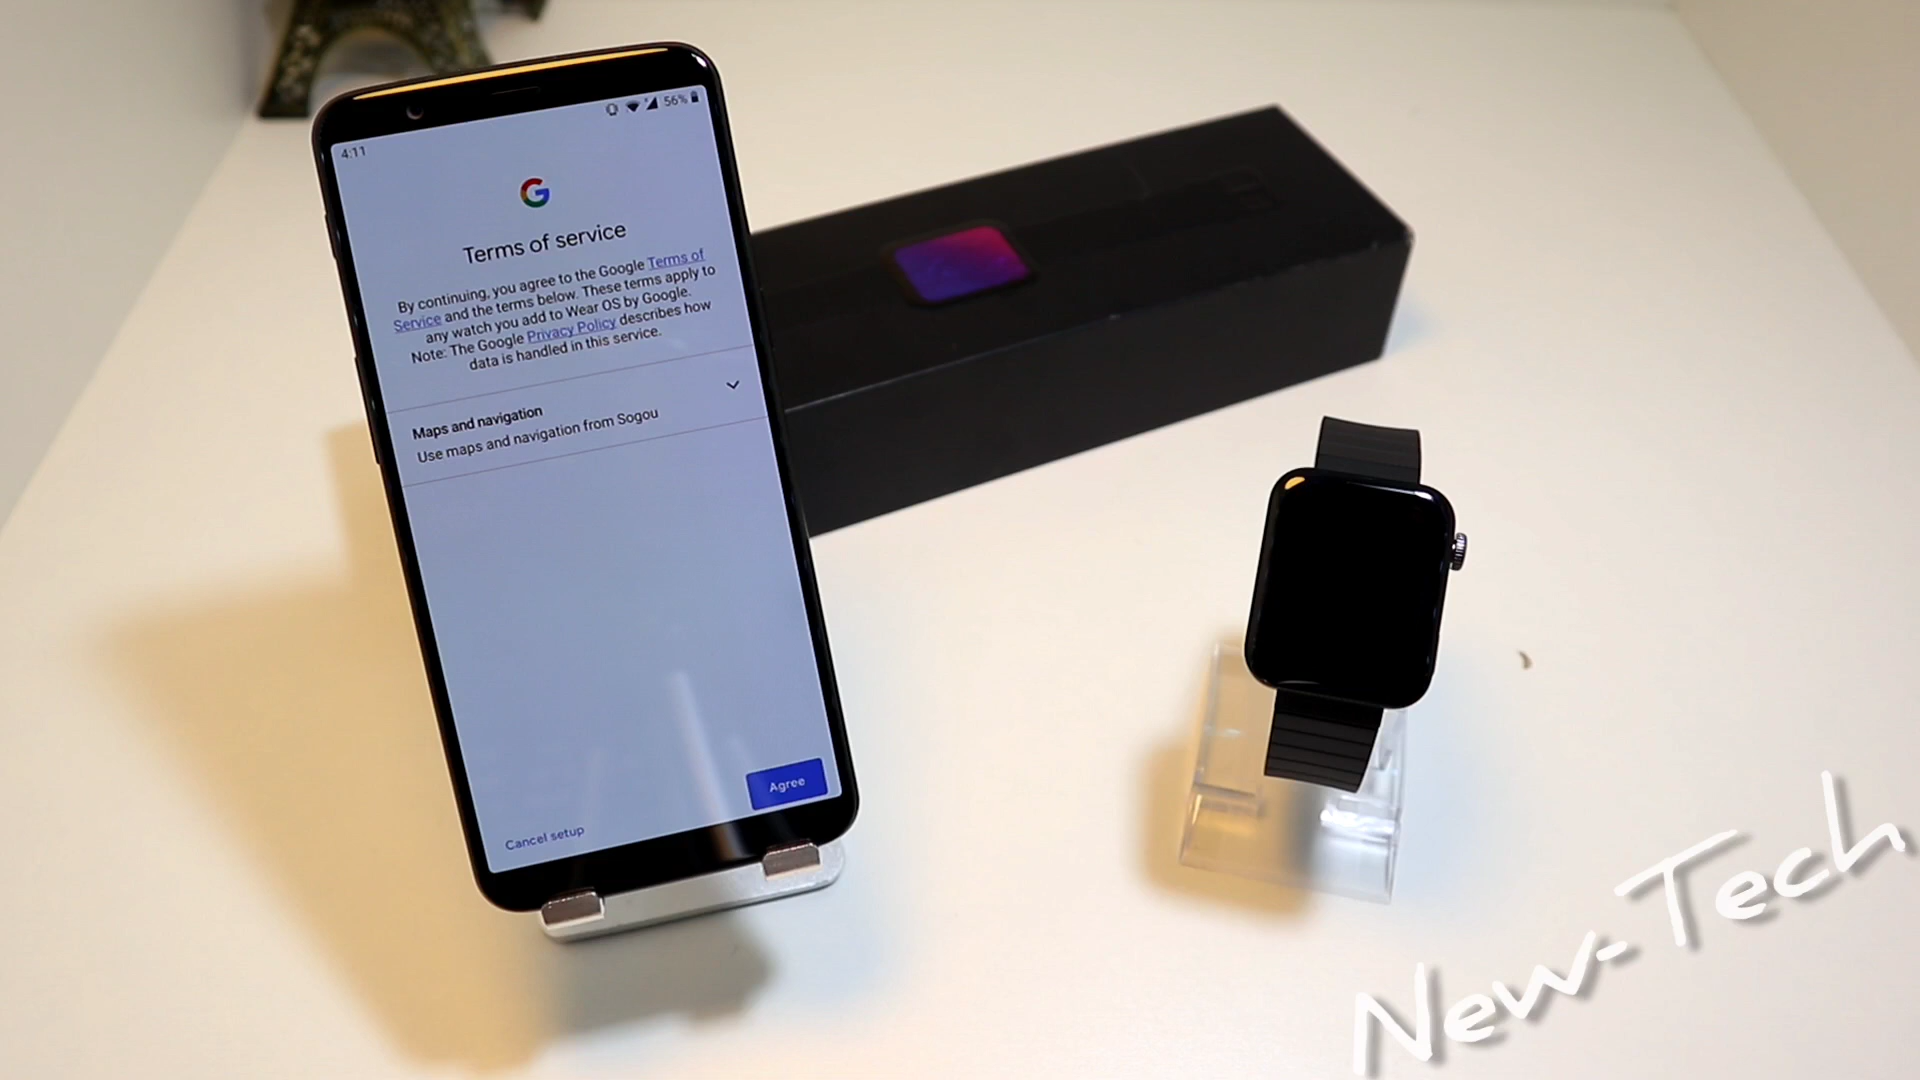 4:11
56%
G
Terms of service
By continuing, you agree to the Google Terms of
Service and the terms below. These terms apply to
any watch you add to Wear OS by Google.
Note: The Google Privacy Policy describes how
data is handled in this service.
Maps and navigation
Use maps and navigation from Sogou
Agree
Cancel setup
New-Tech